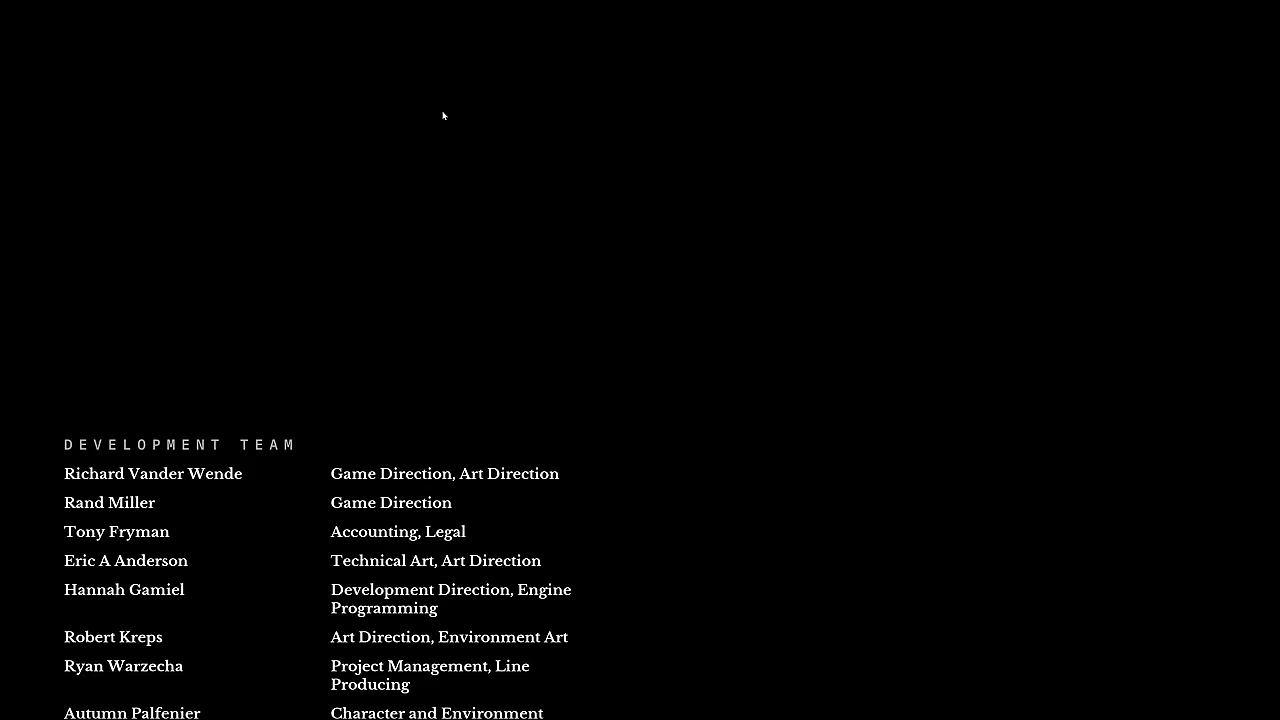 DEVELOPMENT TEAM
Richard Vander Wende Game Direction, Art Direction
Rand Miller Game Direction
Tony Fryman Accounting, Legal
Eric A Anderson Technical Art, Art Direction
Hannah Gamiel Development Direction, Engine
Programming
Robert Kreps Art Direction, Environment Art
Ryan Warzecha Project Management, Line
Producing
Autumn Palfenier Character and Environment